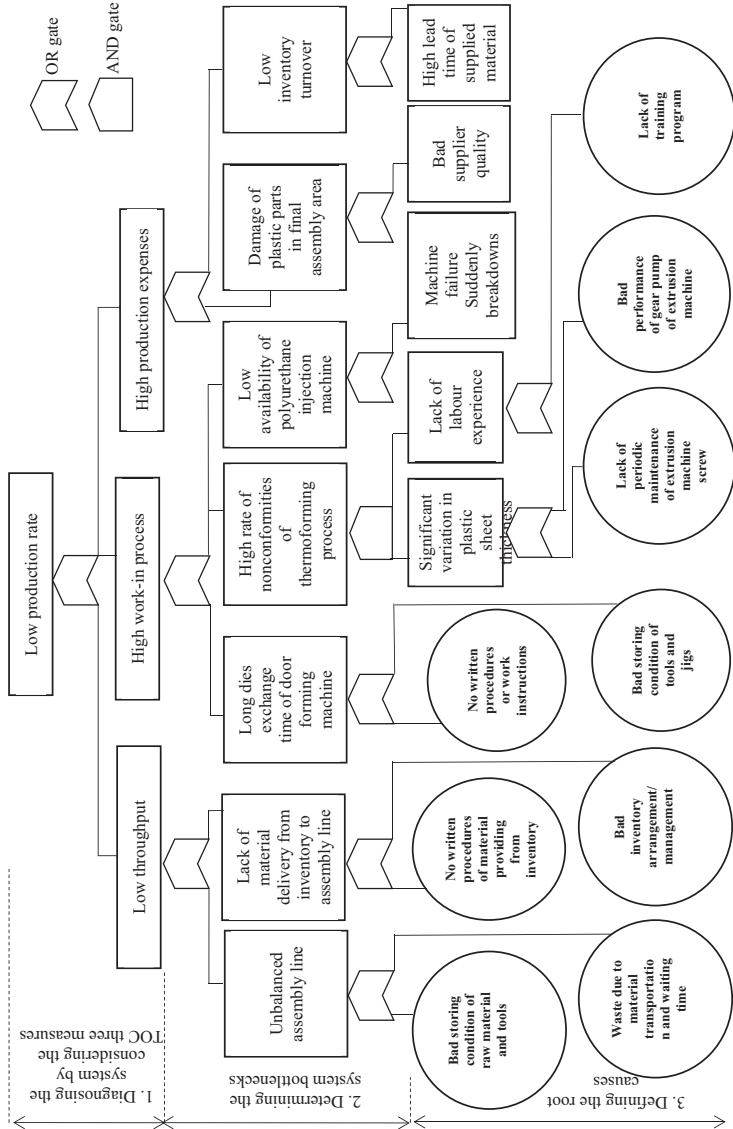 OR gate
AND gate
Low production rate
Low throughput
High work-in process
High production expenses
Unbalanced
assembly line
Lack of
material
delivery from
inventory to
assembly line
Long dies
exchange
time of door
forming
machine
High rate of
nonconformities
of
thermoforming
process
Low
availability of
polyurethane
injection
machine
Damage of
plastic parts
in final
assembly area
Low
inventory
turnover
Significant
variation in
plastic
sheet
thickness
Lack of
labour
experience
Machine
failure
Suddenly
breakdowns
Bad
supplier
quality
High lead
time of
supplied
material
Bad storing
condition of
raw material
and tools
No written
procedures
of material
providing
from
inventory
No written
procedures
or work
instructions
Waste due to
material
transportatio
n and waiting
time
Bad
inventory
arrangement/
management
Bad storing
condition of
tools and
jigs
Lack of
periodic
maintenance
of extrusion
machine
screw
Bad
performance
of gear pump
of extrusion
machine
Lack of
training
program
1. Diagnosing the
system by
considering the
TOC three measures
2. Determining the
system bottlenecks
3. Defining the root
causes